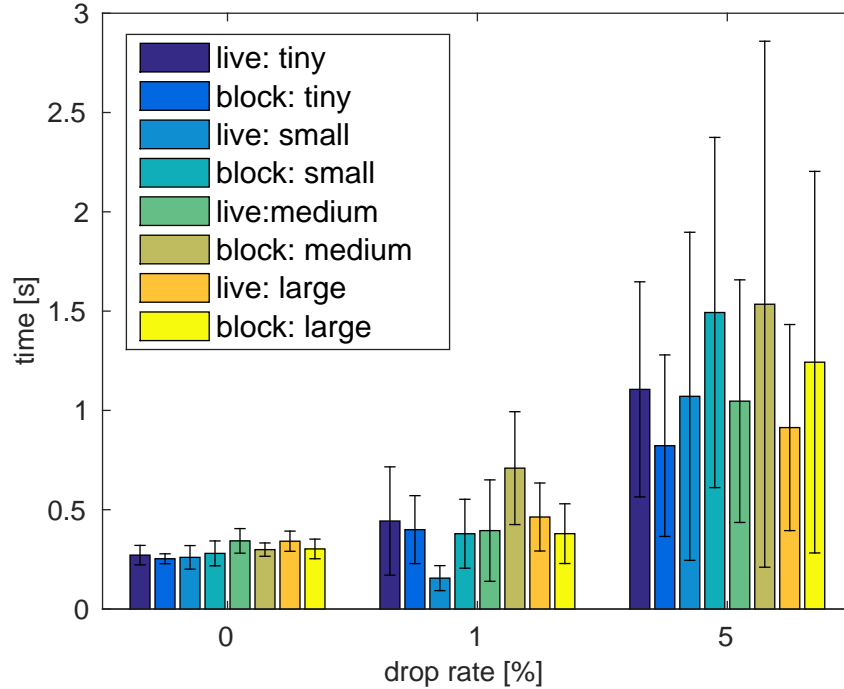 3
2.5
2
1.5
1
0.5
0
time [s]
live: tiny
block: tiny
live: small
block: small
live:medium
block: medium
live: large
block: large
0 1 5
drop rate [%]